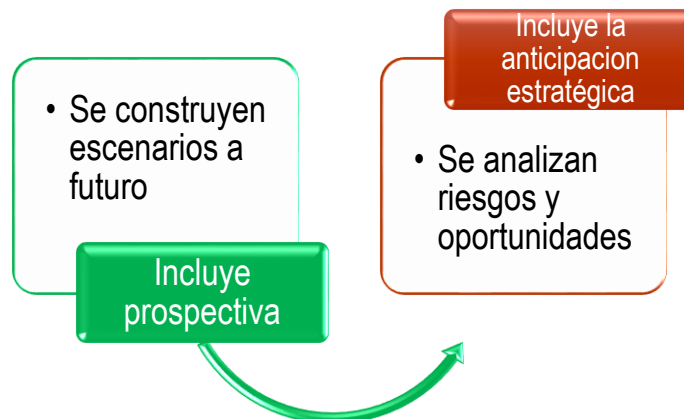 • Se construyen
escenarios a
futuro
Incluye
prospectiva
Incluye la
anticipacion
estratégica
• Se analizan
riesgos y
oportunidades